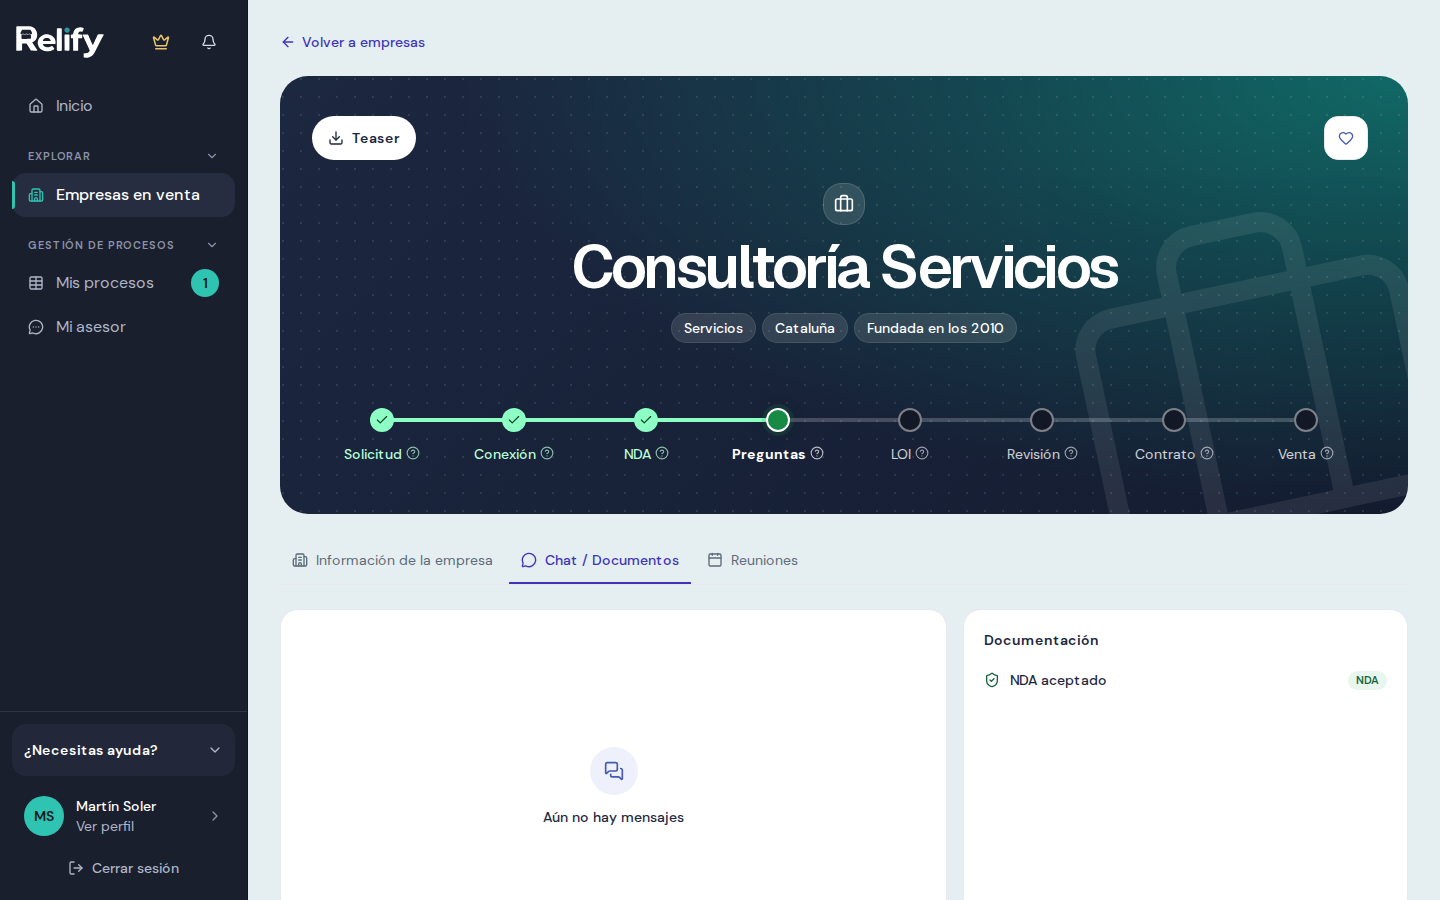 Relify
Inicio
EXPLORAR
Empresas en venta
GESTIÓN DE PROCESOS
Mis procesos
1
Mi asesor
¿Necesitas ayuda?
MS
Martín Soler
Ver perfil
Cerrar sesión
Volver a empresas
Teaser
Consultoría Servicios
Servicios
Cataluña
Fundada en los 2010
Solicitud
Conexión
NDA
Preguntas
LOI
Revisión
Contrato
Venta
Información de la empresa
Chat / Documentos
Reuniones
Aún no hay mensajes
Documentación
NDA aceptado
NDA